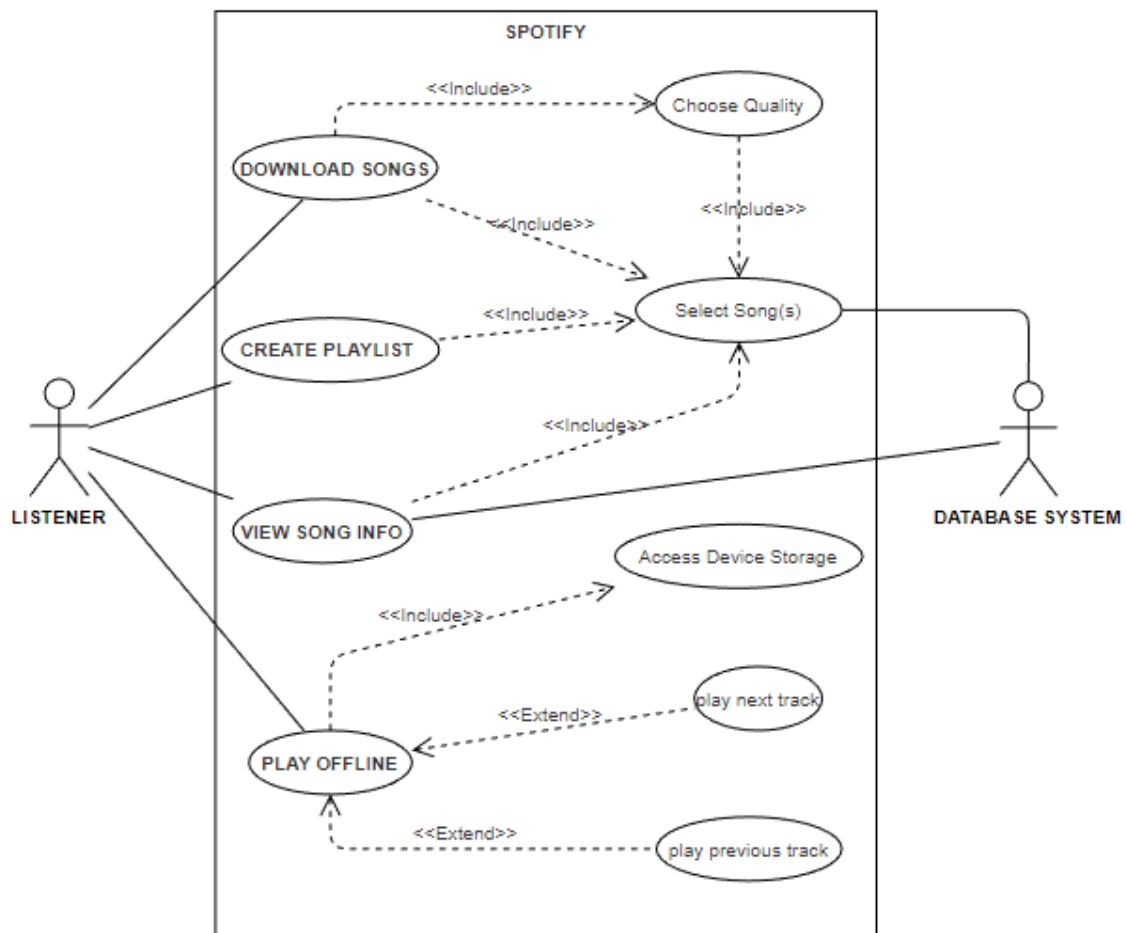 SPOTIFY
<<Include>>
Choose Quality
DOWNLOAD SONGS
<<Include>>
<<Include>>
Select Song(s)
<<Include>>
CREATE PLAYLIST
<<Include>>
LISTENER
DATABASE SYSTEM
VIEW SONG INFO
Access Device Storage
<<Include>>
play next track
<<Extend>>
PLAY OFFLINE
<<Extend>>
play previous track